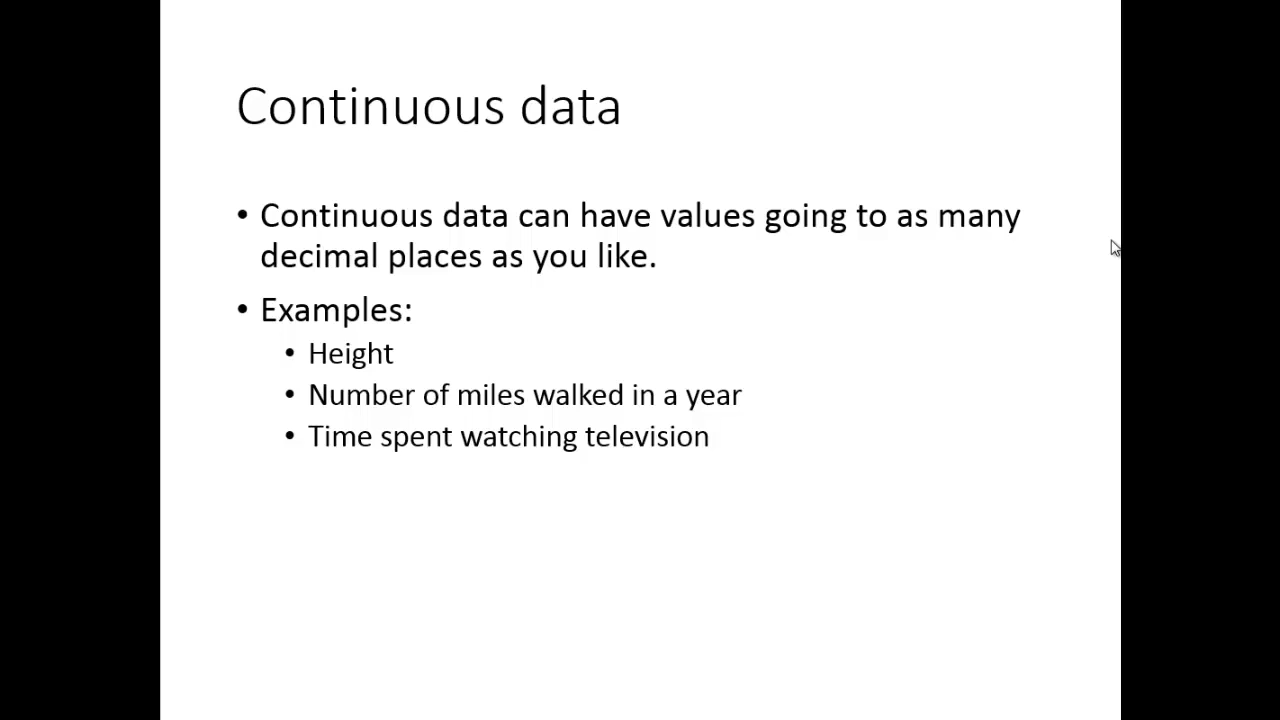 Continuous data
• Continuous data can have values going to as many
decimal places as you like.
• Examples:
• Height
• Number of miles walked in a year
• Time spent watching television